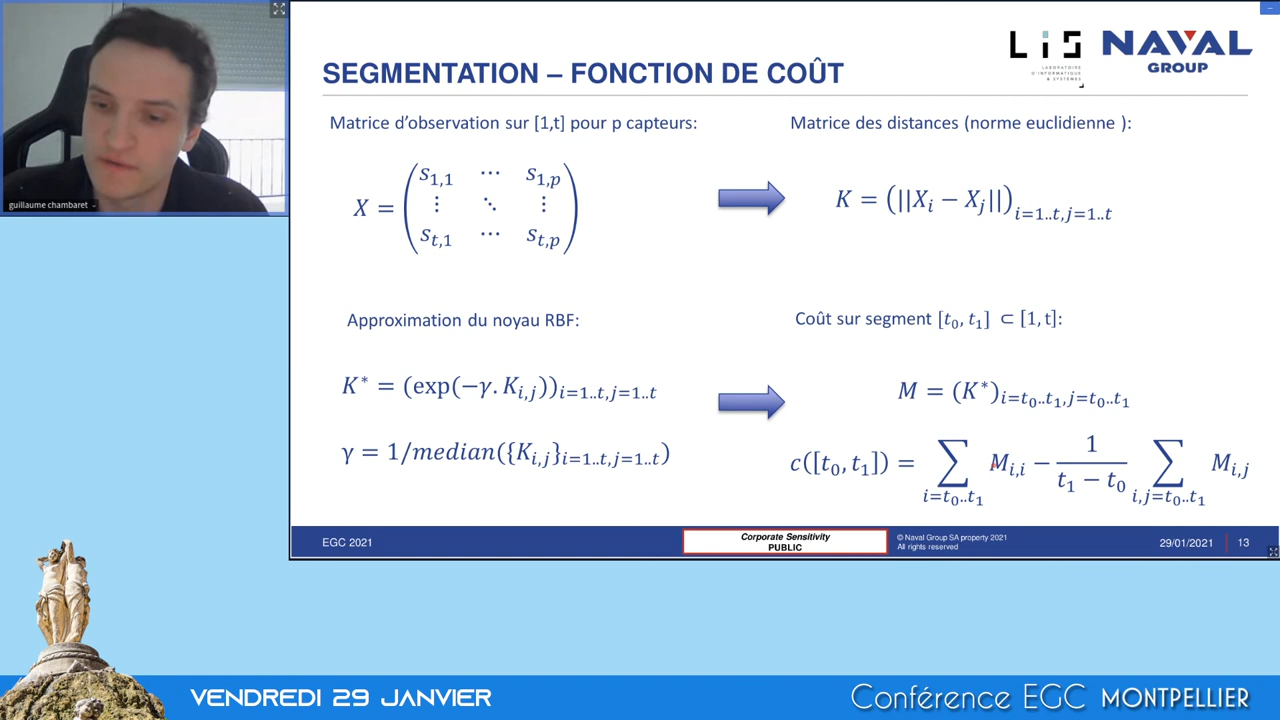 guillaume chambaret
LiS
LABORATOIRE
D'INFORMATIQUE
& SYSTÈMES
NAVAL
GROUP
SEGMENTATION – FONCTION DE COÛT
Matrice d'observation sur [1,t] pour p capteurs:
Matrice des distances (norme euclidienne ):
X = ( s_{1,1} ⋯ s_{1,p}
⋮ ⋱ ⋮
s_{t,1} ⋯ s_{t,p} )
K = (||X_i − X_j||)_{i=1..t,j=1..t}
Approximation du noyau RBF:
Coût sur segment [t_0, t_1] ⊂ [1, t]:
K* = (exp(−γ. K_{i,j}))_{i=1..t,j=1..t}
M = (K*)_{i=t_0..t_1,j=t_0..t_1}
γ = 1/median({K_{i,j}}_{i=1..t,j=1..t})
c([t_0, t_1]) = ∑_{i=t_0..t_1} M_{i,i} − 1/(t_1 − t_0) ∑_{i,j=t_0..t_1} M_{i,j}
EGC 2021
Corporate Sensitivity
PUBLIC
© Naval Group SA property 2021
All rights reserved
29/01/2021 13
VENDREDI 29 JANVIER
Conférence EGC MONTPELLIER